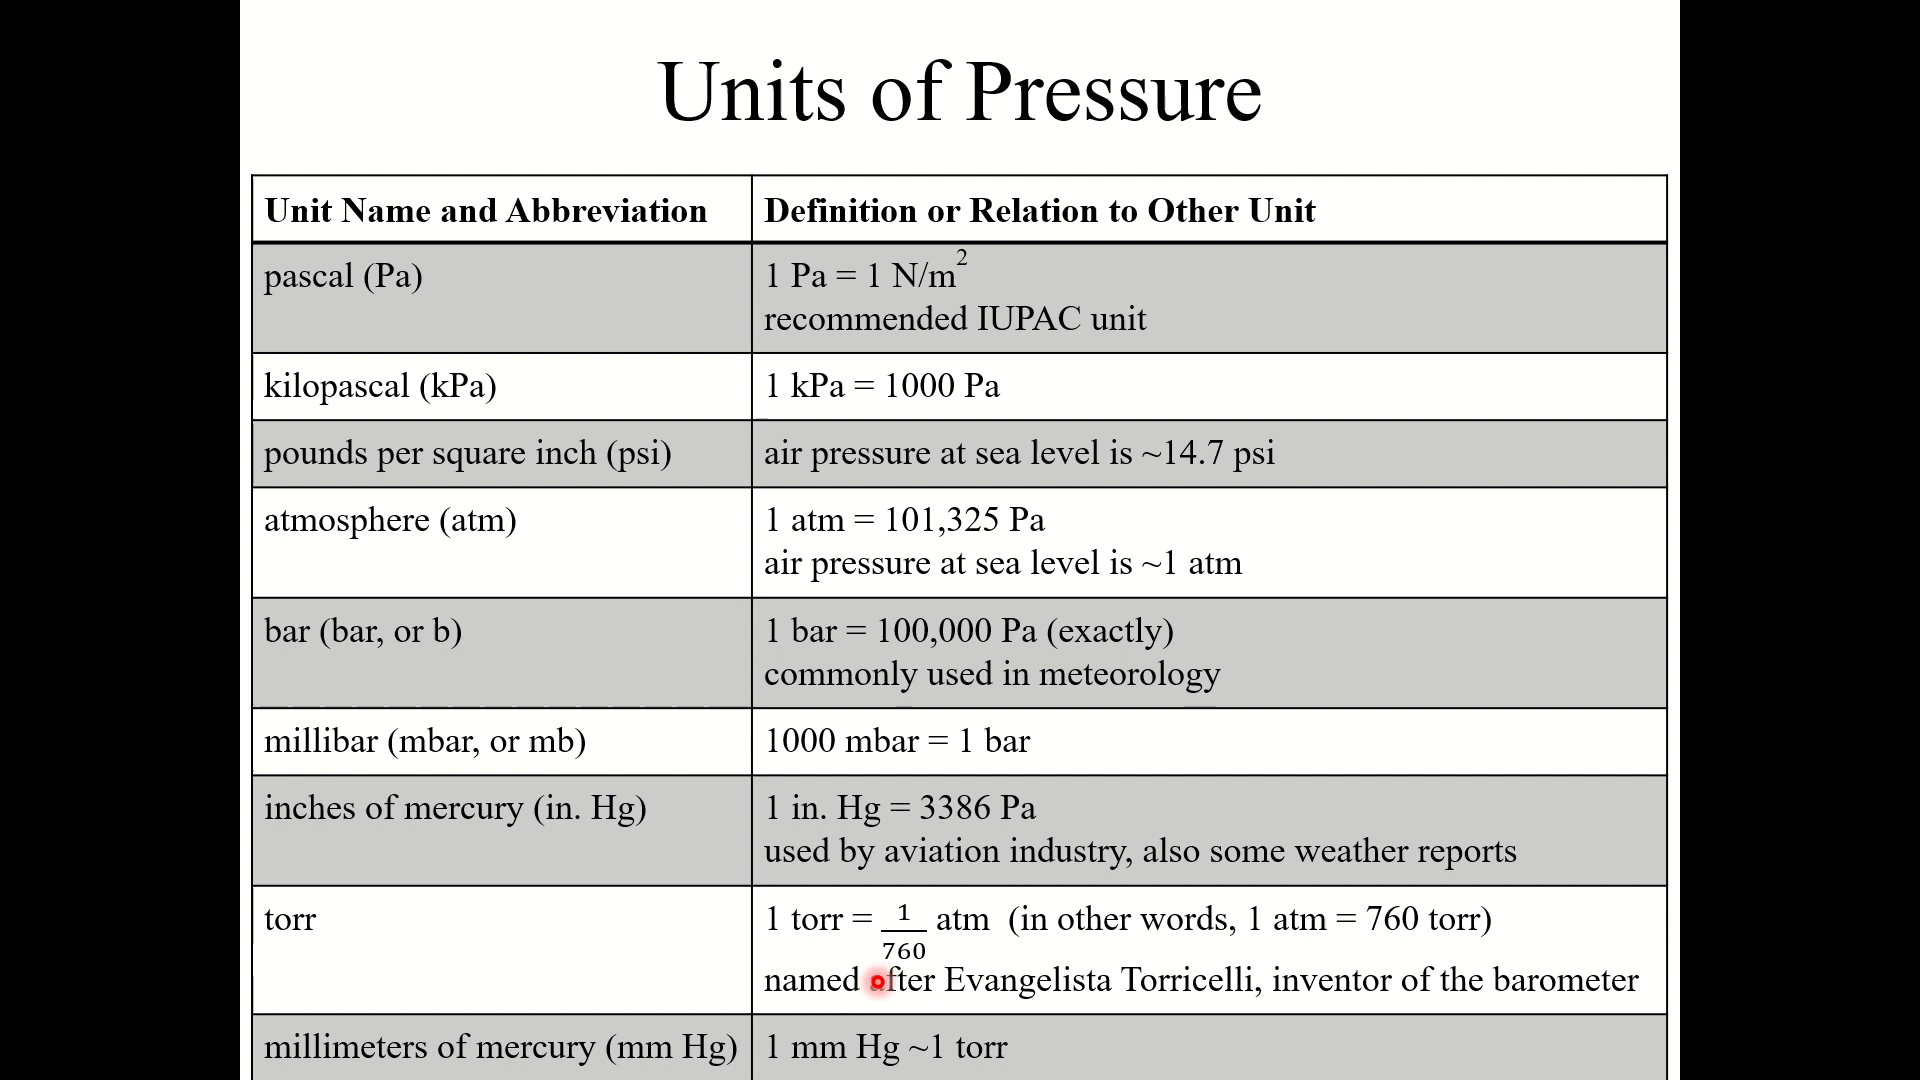 Units of Pressure
Unit Name and Abbreviation
Definition or Relation to Other Unit
pascal (Pa)
1 Pa = 1 N/m²
recommended IUPAC unit
kilopascal (kPa)
1 kPa = 1000 Pa
pounds per square inch (psi)
air pressure at sea level is ~14.7 psi
atmosphere (atm)
1 atm = 101,325 Pa
air pressure at sea level is ~1 atm
bar (bar, or b)
1 bar = 100,000 Pa (exactly)
commonly used in meteorology
millibar (mbar, or mb)
1000 mbar = 1 bar
inches of mercury (in. Hg)
1 in. Hg = 3386 Pa
used by aviation industry, also some weather reports
torr
1 torr = 1/760 atm (in other words, 1 atm = 760 torr)
named after Evangelista Torricelli, inventor of the barometer
millimeters of mercury (mm Hg)
1 mm Hg ~1 torr